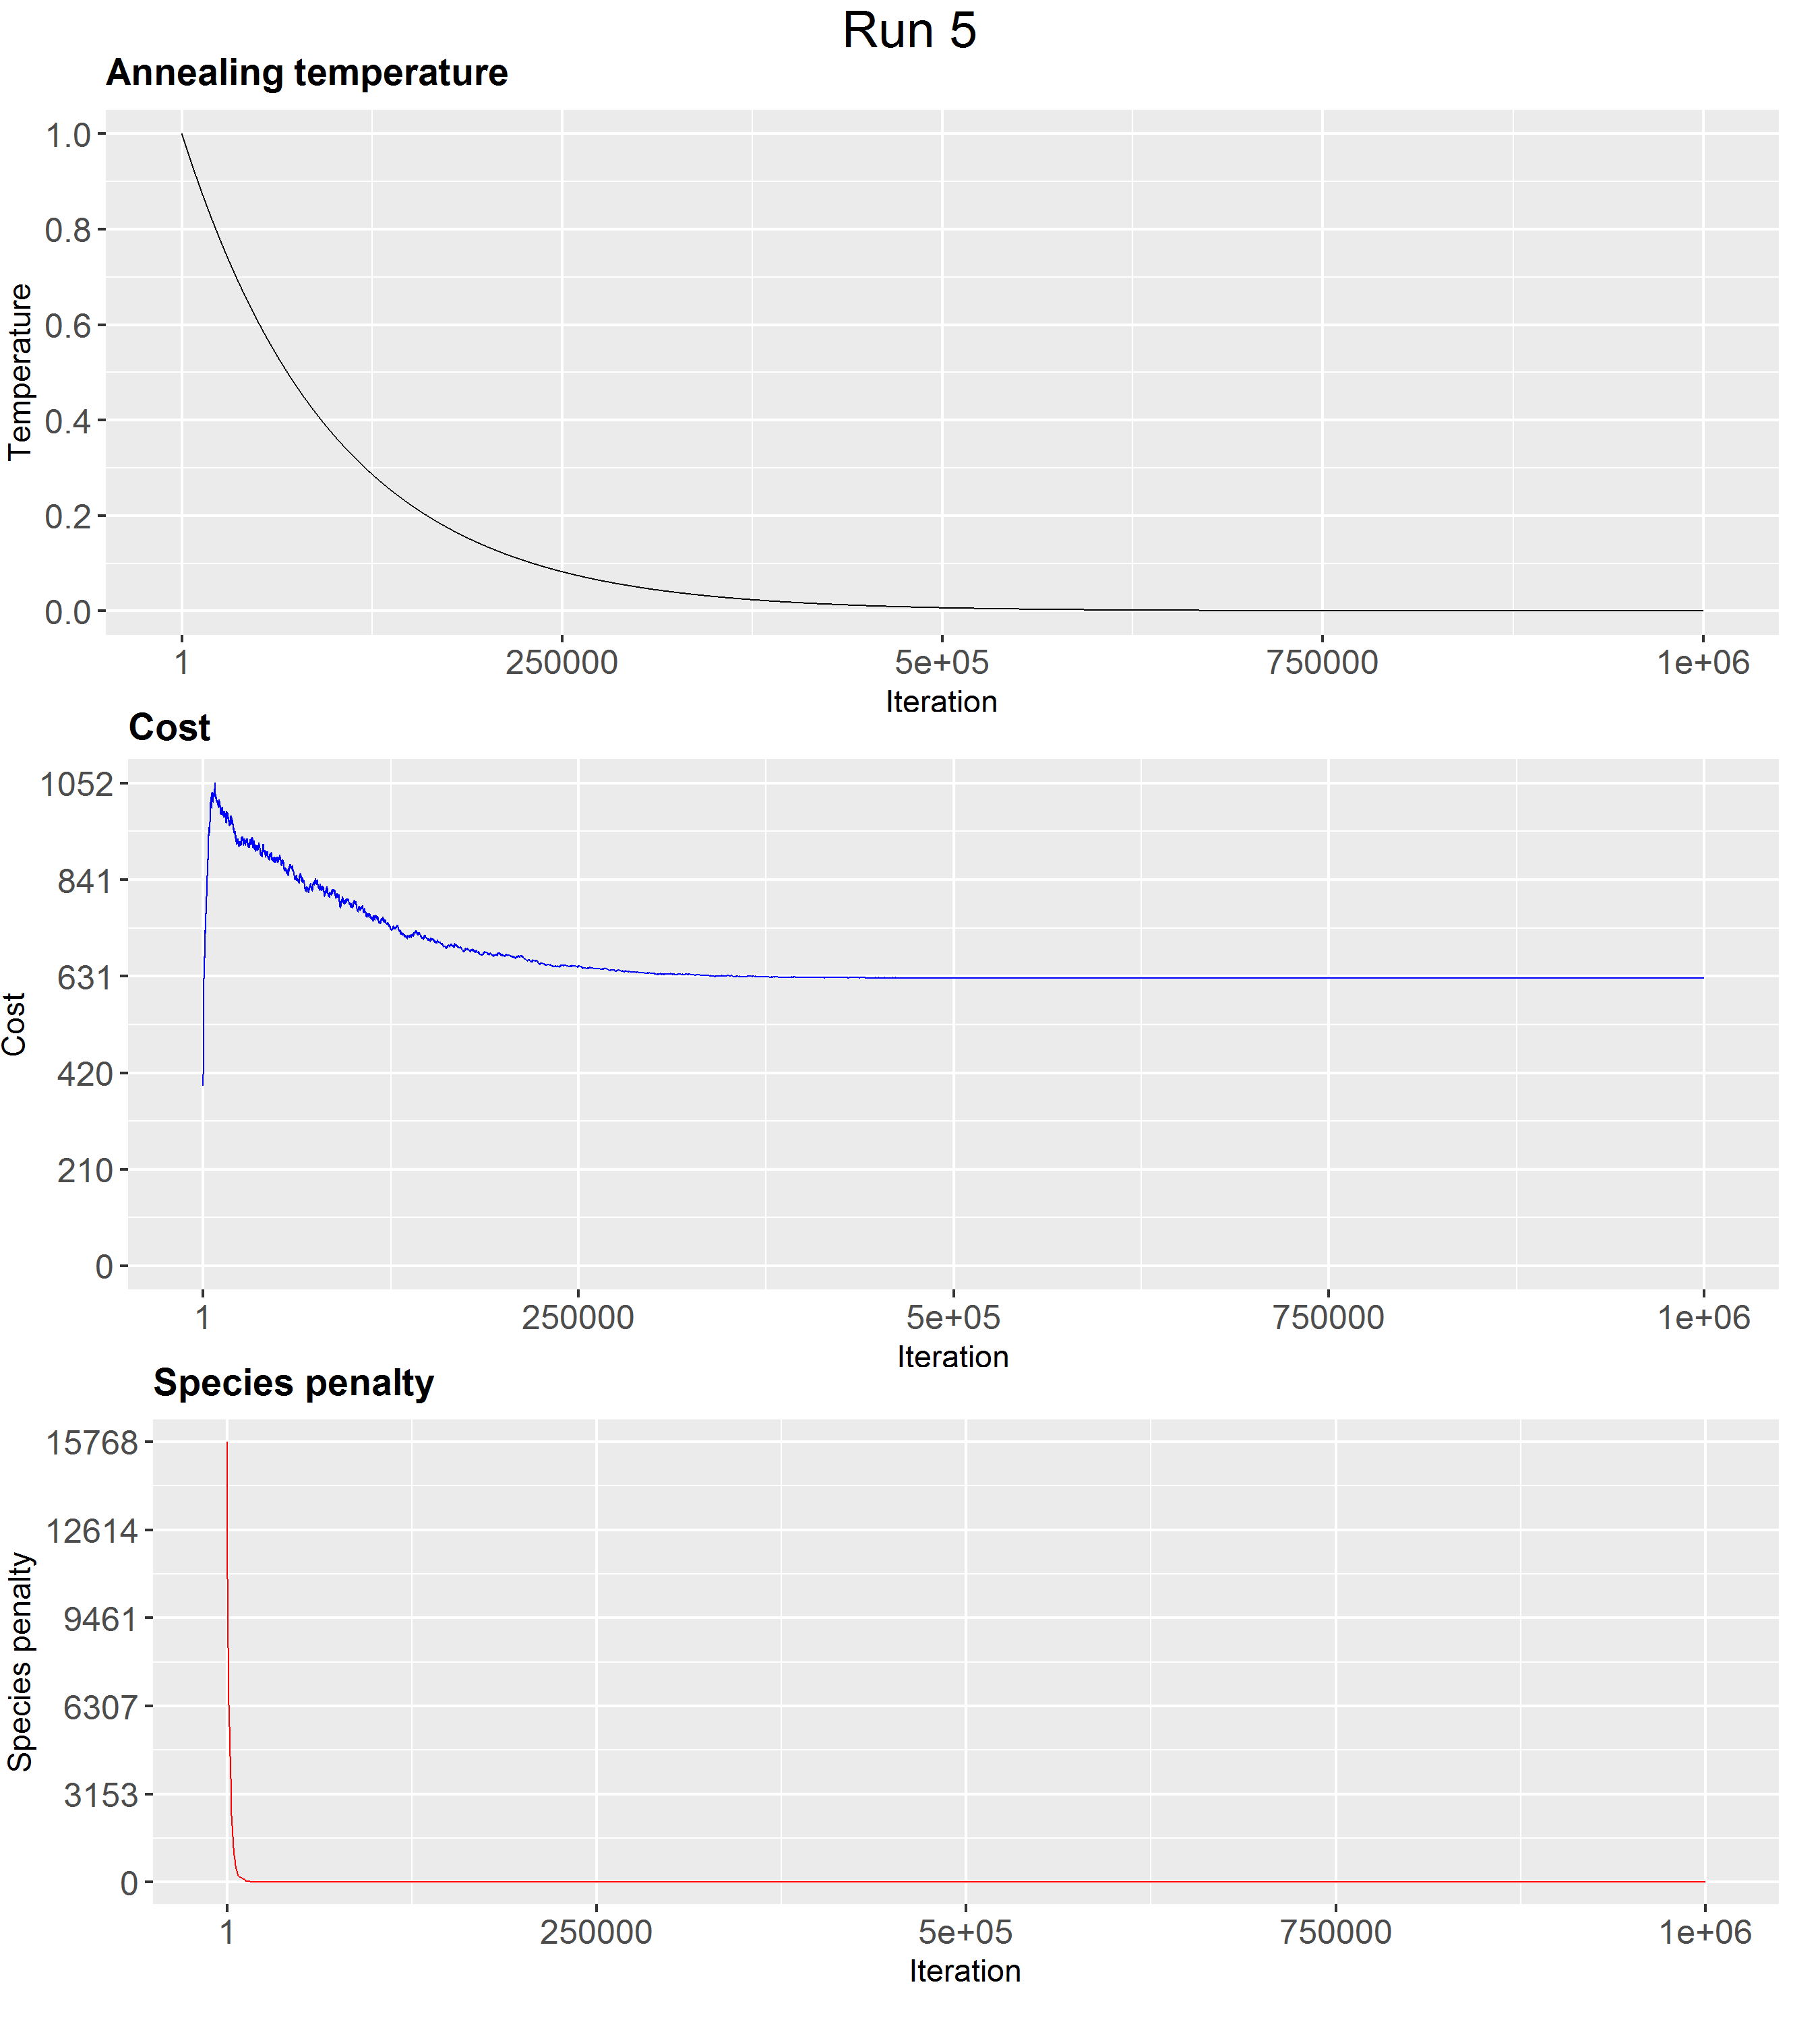 Run 5
Annealing temperature
Temperature
1.0
0.8
0.6
0.4
0.2
0.0
1 250000 5e+05 750000 1e+06
Iteration
Cost
Cost
1052
841
631
420
210
0
1 250000 5e+05 750000 1e+06
Iteration
Species penalty
Species penalty
15768
12614
9461
6307
3153
0
1 250000 5e+05 750000 1e+06
Iteration